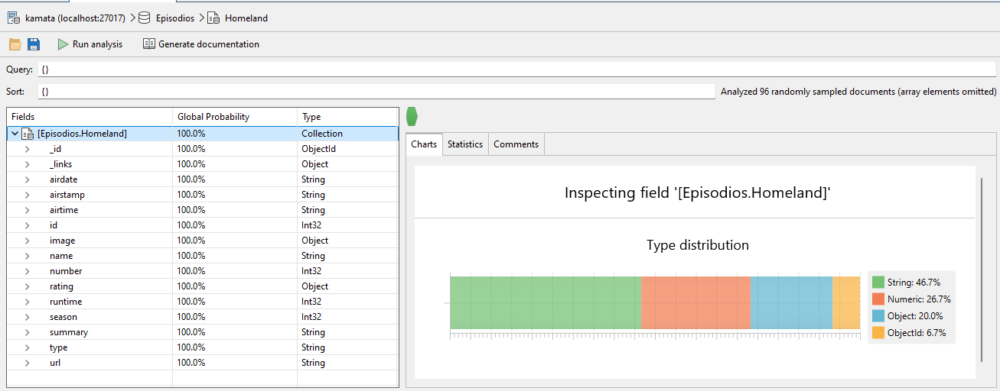 kamata (localhost:27017) Episodios Homeland
Run analysis Generate documentation
Query: {}
Sort: {} Analyzed 96 randomly sampled documents (array elements omitted)
Fields Global Probability Type
[Episodios.Homeland] 100.0% Collection
_id 100.0% ObjectId
_links 100.0% Object
airdate 100.0% String
airstamp 100.0% String
airtime 100.0% String
id 100.0% Int32
image 100.0% Object
name 100.0% String
number 100.0% Int32
rating 100.0% Object
runtime 100.0% Int32
season 100.0% Int32
summary 100.0% String
type 100.0% String
url 100.0% String
Charts Statistics Comments
Inspecting field '[Episodios.Homeland]'
Type distribution
String: 46.7%
Numeric: 26.7%
Object: 20.0%
ObjectId: 6.7%